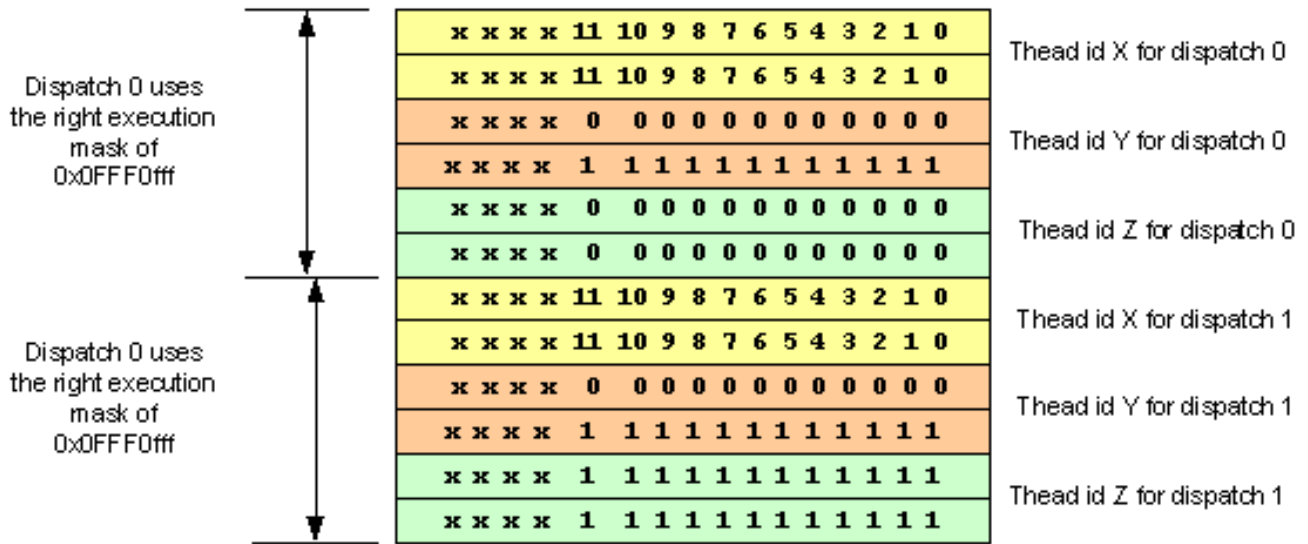 x x x x 11 10 9 8 7 6 5 4 3 2 1 0
Thead id X for dispatch 0
x x x x 11 10 9 8 7 6 5 4 3 2 1 0
Dispatch 0 uses
the right execution
mask of
0x0FFF0fff
x x x x 0 0 0 0 0 0 0 0 0 0 0 0
Thead id Y for dispatch 0
x x x x 1 1 1 1 1 1 1 1 1 1 1 1
x x x x 0 0 0 0 0 0 0 0 0 0 0 0
Thead id Z for dispatch 0
x x x x 0 0 0 0 0 0 0 0 0 0 0 0
x x x x 11 10 9 8 7 6 5 4 3 2 1 0
Thead id X for dispatch 1
x x x x 11 10 9 8 7 6 5 4 3 2 1 0
Dispatch 0 uses
the right execution
mask of
0x0FFF0fff
x x x x 0 0 0 0 0 0 0 0 0 0 0 0
Thead id Y for dispatch 1
x x x x 1 1 1 1 1 1 1 1 1 1 1 1
x x x x 1 1 1 1 1 1 1 1 1 1 1 1
Thead id Z for dispatch 1
x x x x 1 1 1 1 1 1 1 1 1 1 1 1